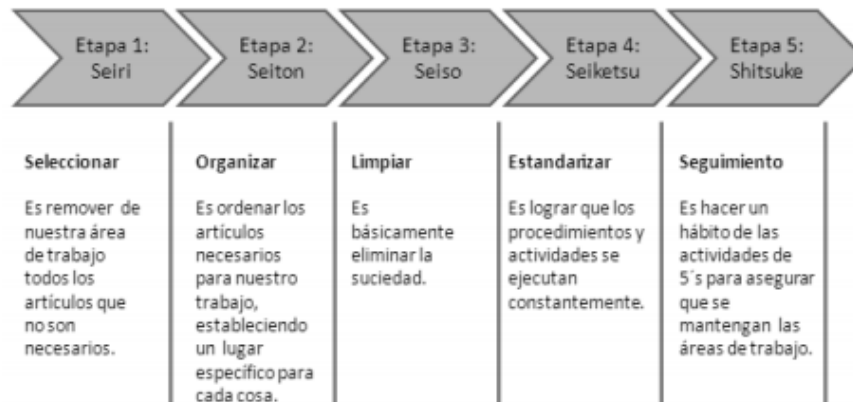 Etapa 1:
Seiri
Etapa 2:
Seiton
Etapa 3:
Seiso
Etapa 4:
Seiketsu
Etapa 5:
Shitsuke
Seleccionar
Es remover de
nuestra área
de trabajo
todos los
artículos que
no son
necesarios.
Organizar
Es ordenar los
artículos
necesarios
para nuestro
trabajo,
estableciendo
un lugar
específico para
cada cosa.
Limpiar
Es
básicamente
eliminar la
suciedad.
Estandarizar
Es lograr que los
procedimientos y
actividades se
ejecutan
constantemente.
Seguimiento
Es hacer un
hábito de las
actividades de
5´s para asegurar
que se
mantengan las
áreas de trabajo.